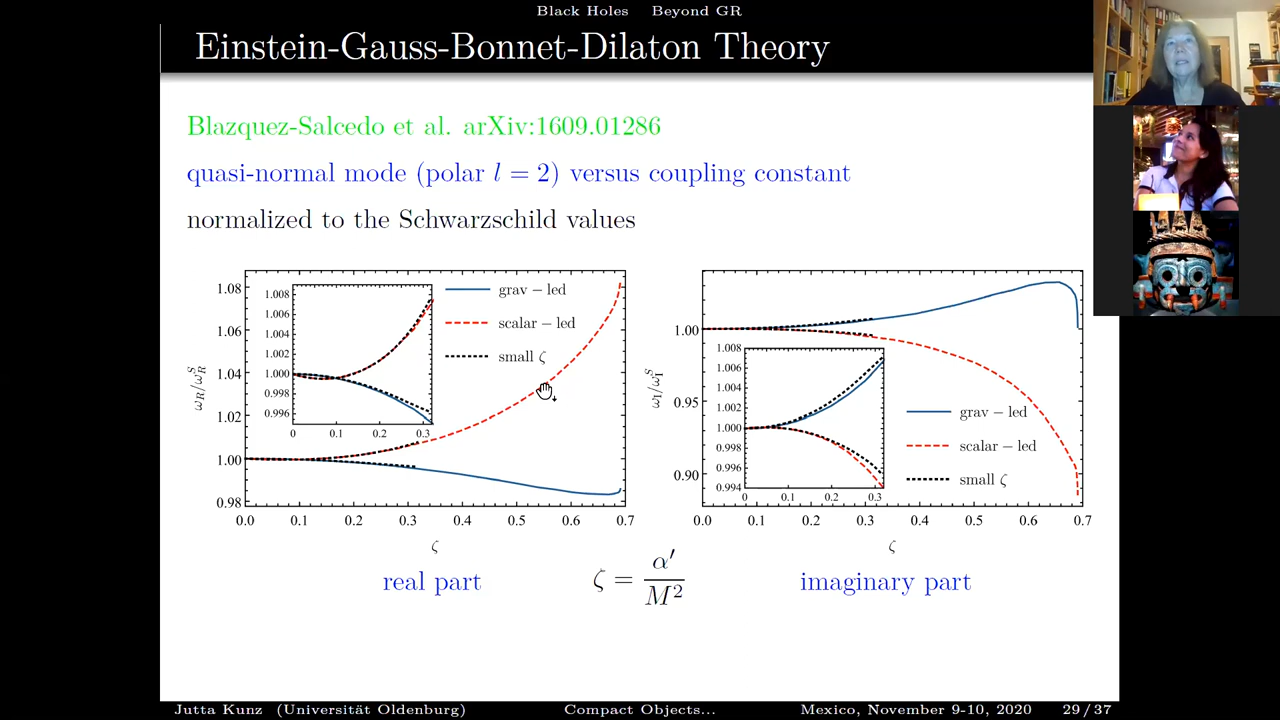 Black Holes Beyond GR
Einstein-Gauss-Bonnet-Dilaton Theory
Blazquez-Salcedo et al. arXiv:1609.01286
quasi-normal mode (polar l = 2) versus coupling constant
normalized to the Schwarzschild values
1.08
1.06
1.04
1.02
1.00
0.98
ω_R/ω_R^S
1.008
1.006
1.004
1.002
1.000
0.998
0.996
0 0.1 0.2 0.3
grav – led
scalar – led
small ζ
0.0 0.1 0.2 0.3 0.4 0.5 0.6 0.7
ζ
1.00
0.95
0.90
ω_I/ω_I^S
1.008
1.006
1.004
1.002
1.000
0.998
0.996
0.994
0 0.1 0.2 0.3
grav – led
scalar – led
small ζ
0.0 0.1 0.2 0.3 0.4 0.5 0.6 0.7
ζ
real part
ζ = α′/M²
imaginary part
Jutta Kunz (Universität Oldenburg) Compact Objects... Mexico, November 9-10, 2020 29 / 37